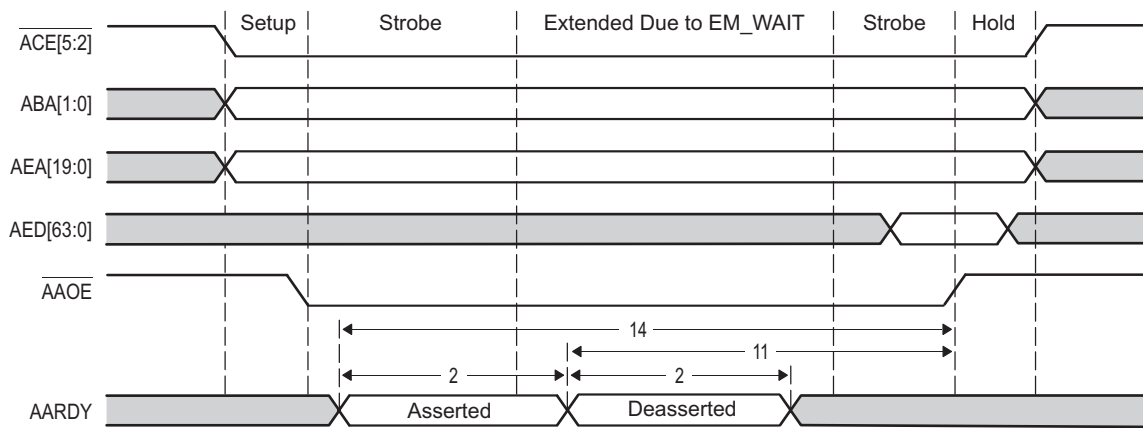 Setup Strobe Extended Due to EM_WAIT Strobe Hold
ACE[5:2]
ABA[1:0]
AEA[19:0]
AED[63:0]
AAOE
14
11
2 2
AARDY Asserted Deasserted